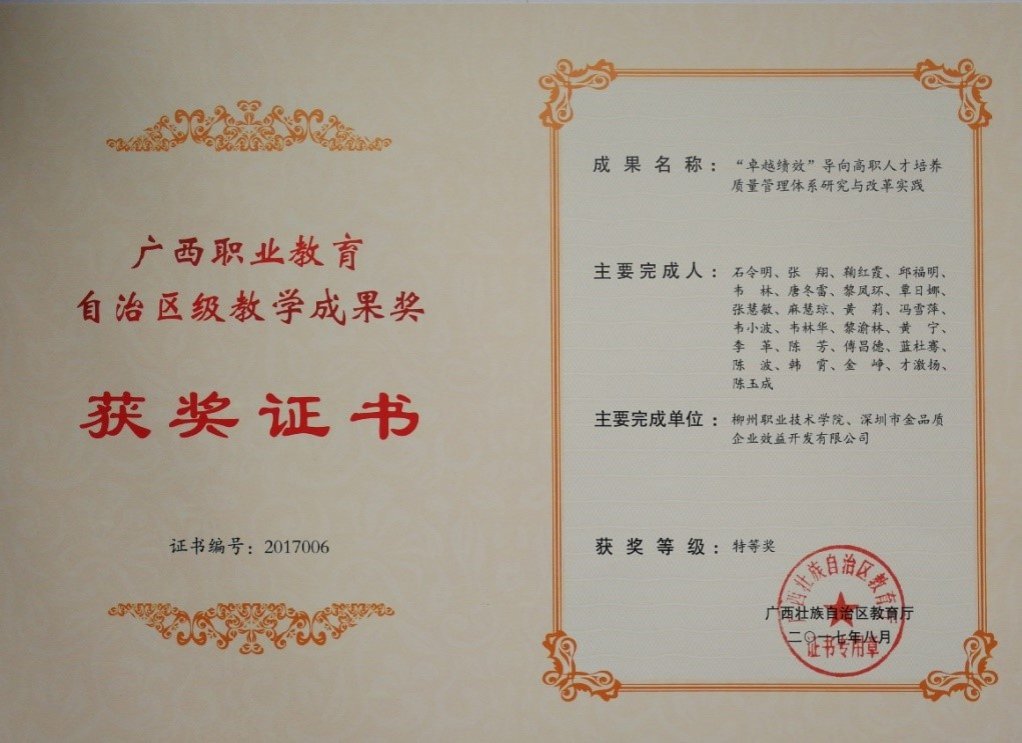 广西职业教育
自治区级教学成果奖
获奖证书
证书编号：2017006
成果名称：“卓越绩效”导向高职人才培养
质量管理体系研究与改革实践
主要完成人：石令明、张　翔、鞠红霞、邱福明、
韦　林、唐冬雷、黎凤环、覃日娜、
张慧敏、麻慧琼、黄　莉、冯雪萍、
韦小波、韦林华、黎渝林、黄　宁、
李　革、陈　芳、傅昌德、蓝社骞、
陈　波、韩　霄、金　峥、才激扬、
陈玉成
主要完成单位：柳州职业技术学院、深圳市金品质
企业效益开发有限公司
获奖等级：特等奖
广西壮族自治区教育厅
二〇一七年八月
广西壮族自治区教育厅